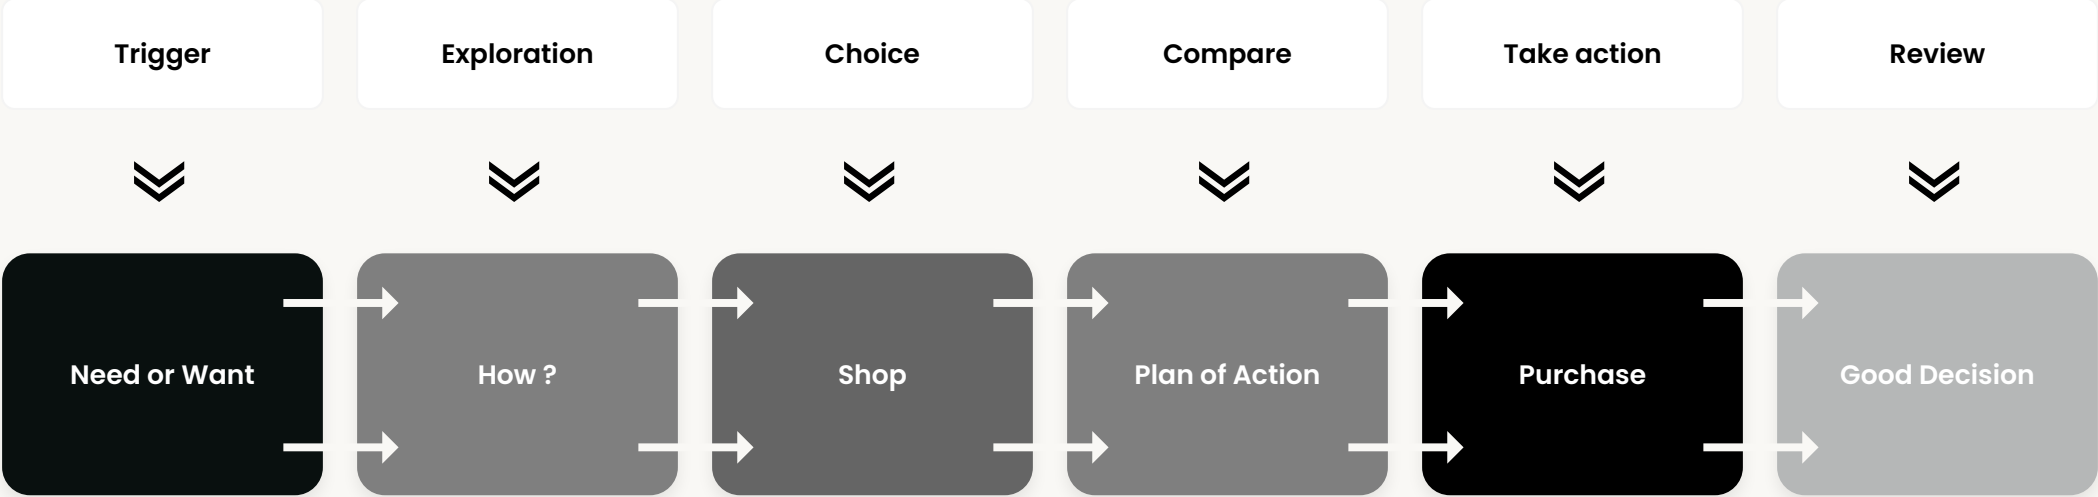 Trigger
Exploration
Choice
Compare
Take action
Review
Need or Want
How ?
Shop
Plan of Action
Purchase
Good Decision